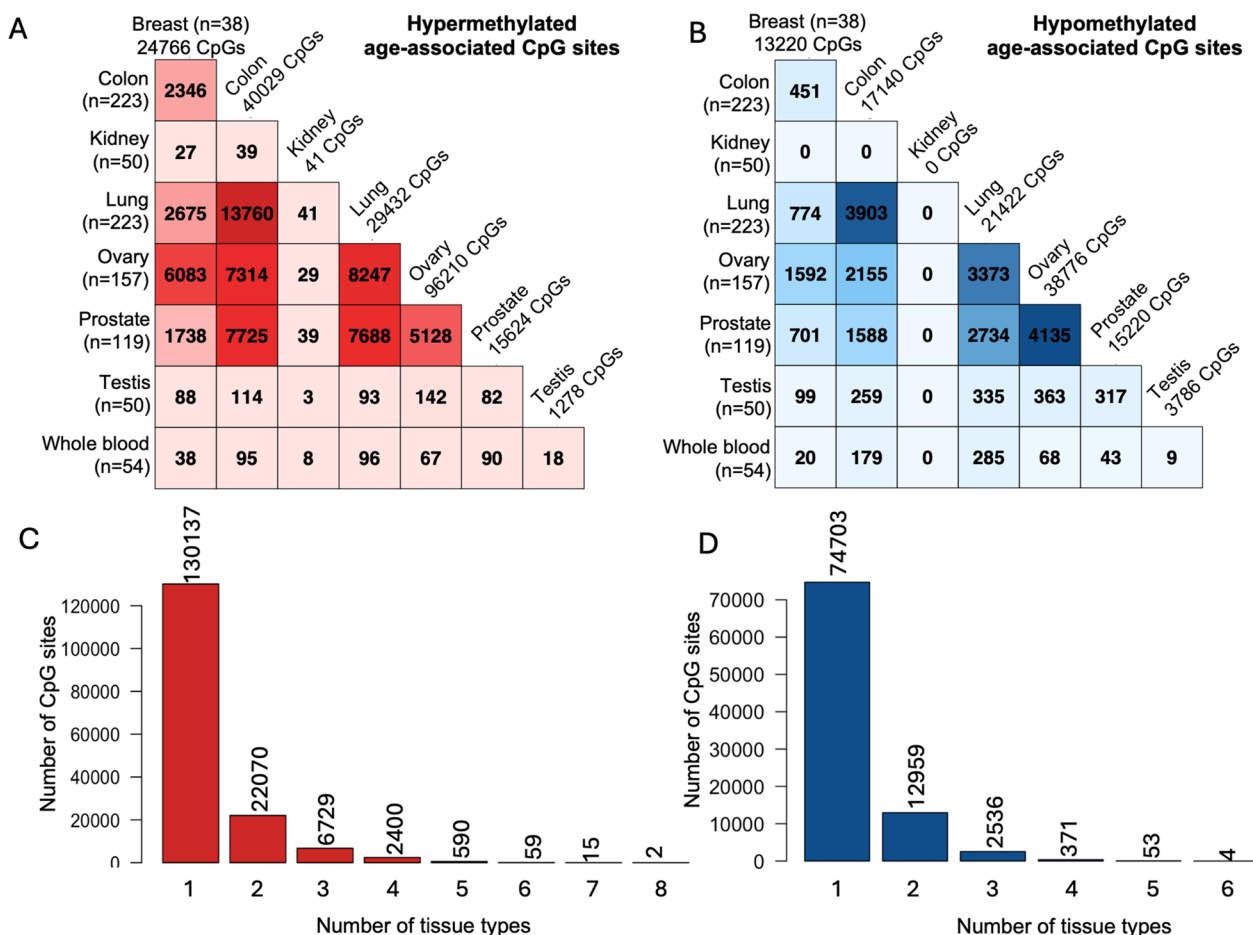 A
Breast (n=38)
24766 CpGs
Hypermethylated
age-associated CpG sites
Colon
40029 CpGs
Kidney
41 CpGs
Lung
29432 CpGs
Ovary
96210 CpGs
Prostate
15624 CpGs
Testis
1278 CpGs
Colon
(n=223)
2346
Kidney
(n=50)
27 39
Lung
(n=223)
2675 13760 41
Ovary
(n=157)
6083 7314 29 8247
Prostate
(n=119)
1738 7725 39 7688 5128
Testis
(n=50)
88 114 3 93 142 82
Whole blood
(n=54)
38 95 8 96 67 90 18
B
Breast (n=38)
13220 CpGs
Hypomethylated
age-associated CpG sites
Colon
17140 CpGs
Kidney
0 CpGs
Lung
21422 CpGs
Ovary
38776 CpGs
Prostate
15220 CpGs
Testis
3786 CpGs
Colon
(n=223)
451
Kidney
(n=50)
0 0
Lung
(n=223)
774 3903 0
Ovary
(n=157)
1592 2155 0 3373
Prostate
(n=119)
701 1588 0 2734 4135
Testis
(n=50)
99 259 0 335 363 317
Whole blood
(n=54)
20 179 0 285 68 43 9
C
Number of CpG sites
120000
100000
80000
60000
40000
20000
0
130137 22070 6729 2400 590 59 15 2
1 2 3 4 5 6 7 8
Number of tissue types
D
Number of CpG sites
70000
60000
50000
40000
30000
20000
10000
0
74703 12959 2536 371 53 4
1 2 3 4 5 6
Number of tissue types